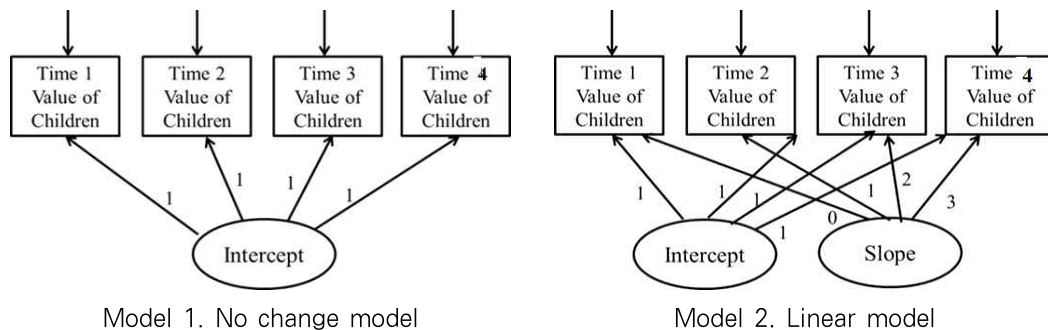 Time 1
Value of
Children
Time 2
Value of
Children
Time 3
Value of
Children
Time 4
Value of
Children
1
1
1
1
Intercept
Model 1. No change model
Time 1
Value of
Children
Time 2
Value of
Children
Time 3
Value of
Children
Time 4
Value of
Children
1
1
1
1
0
1
2
3
Intercept
Slope
Model 2. Linear model